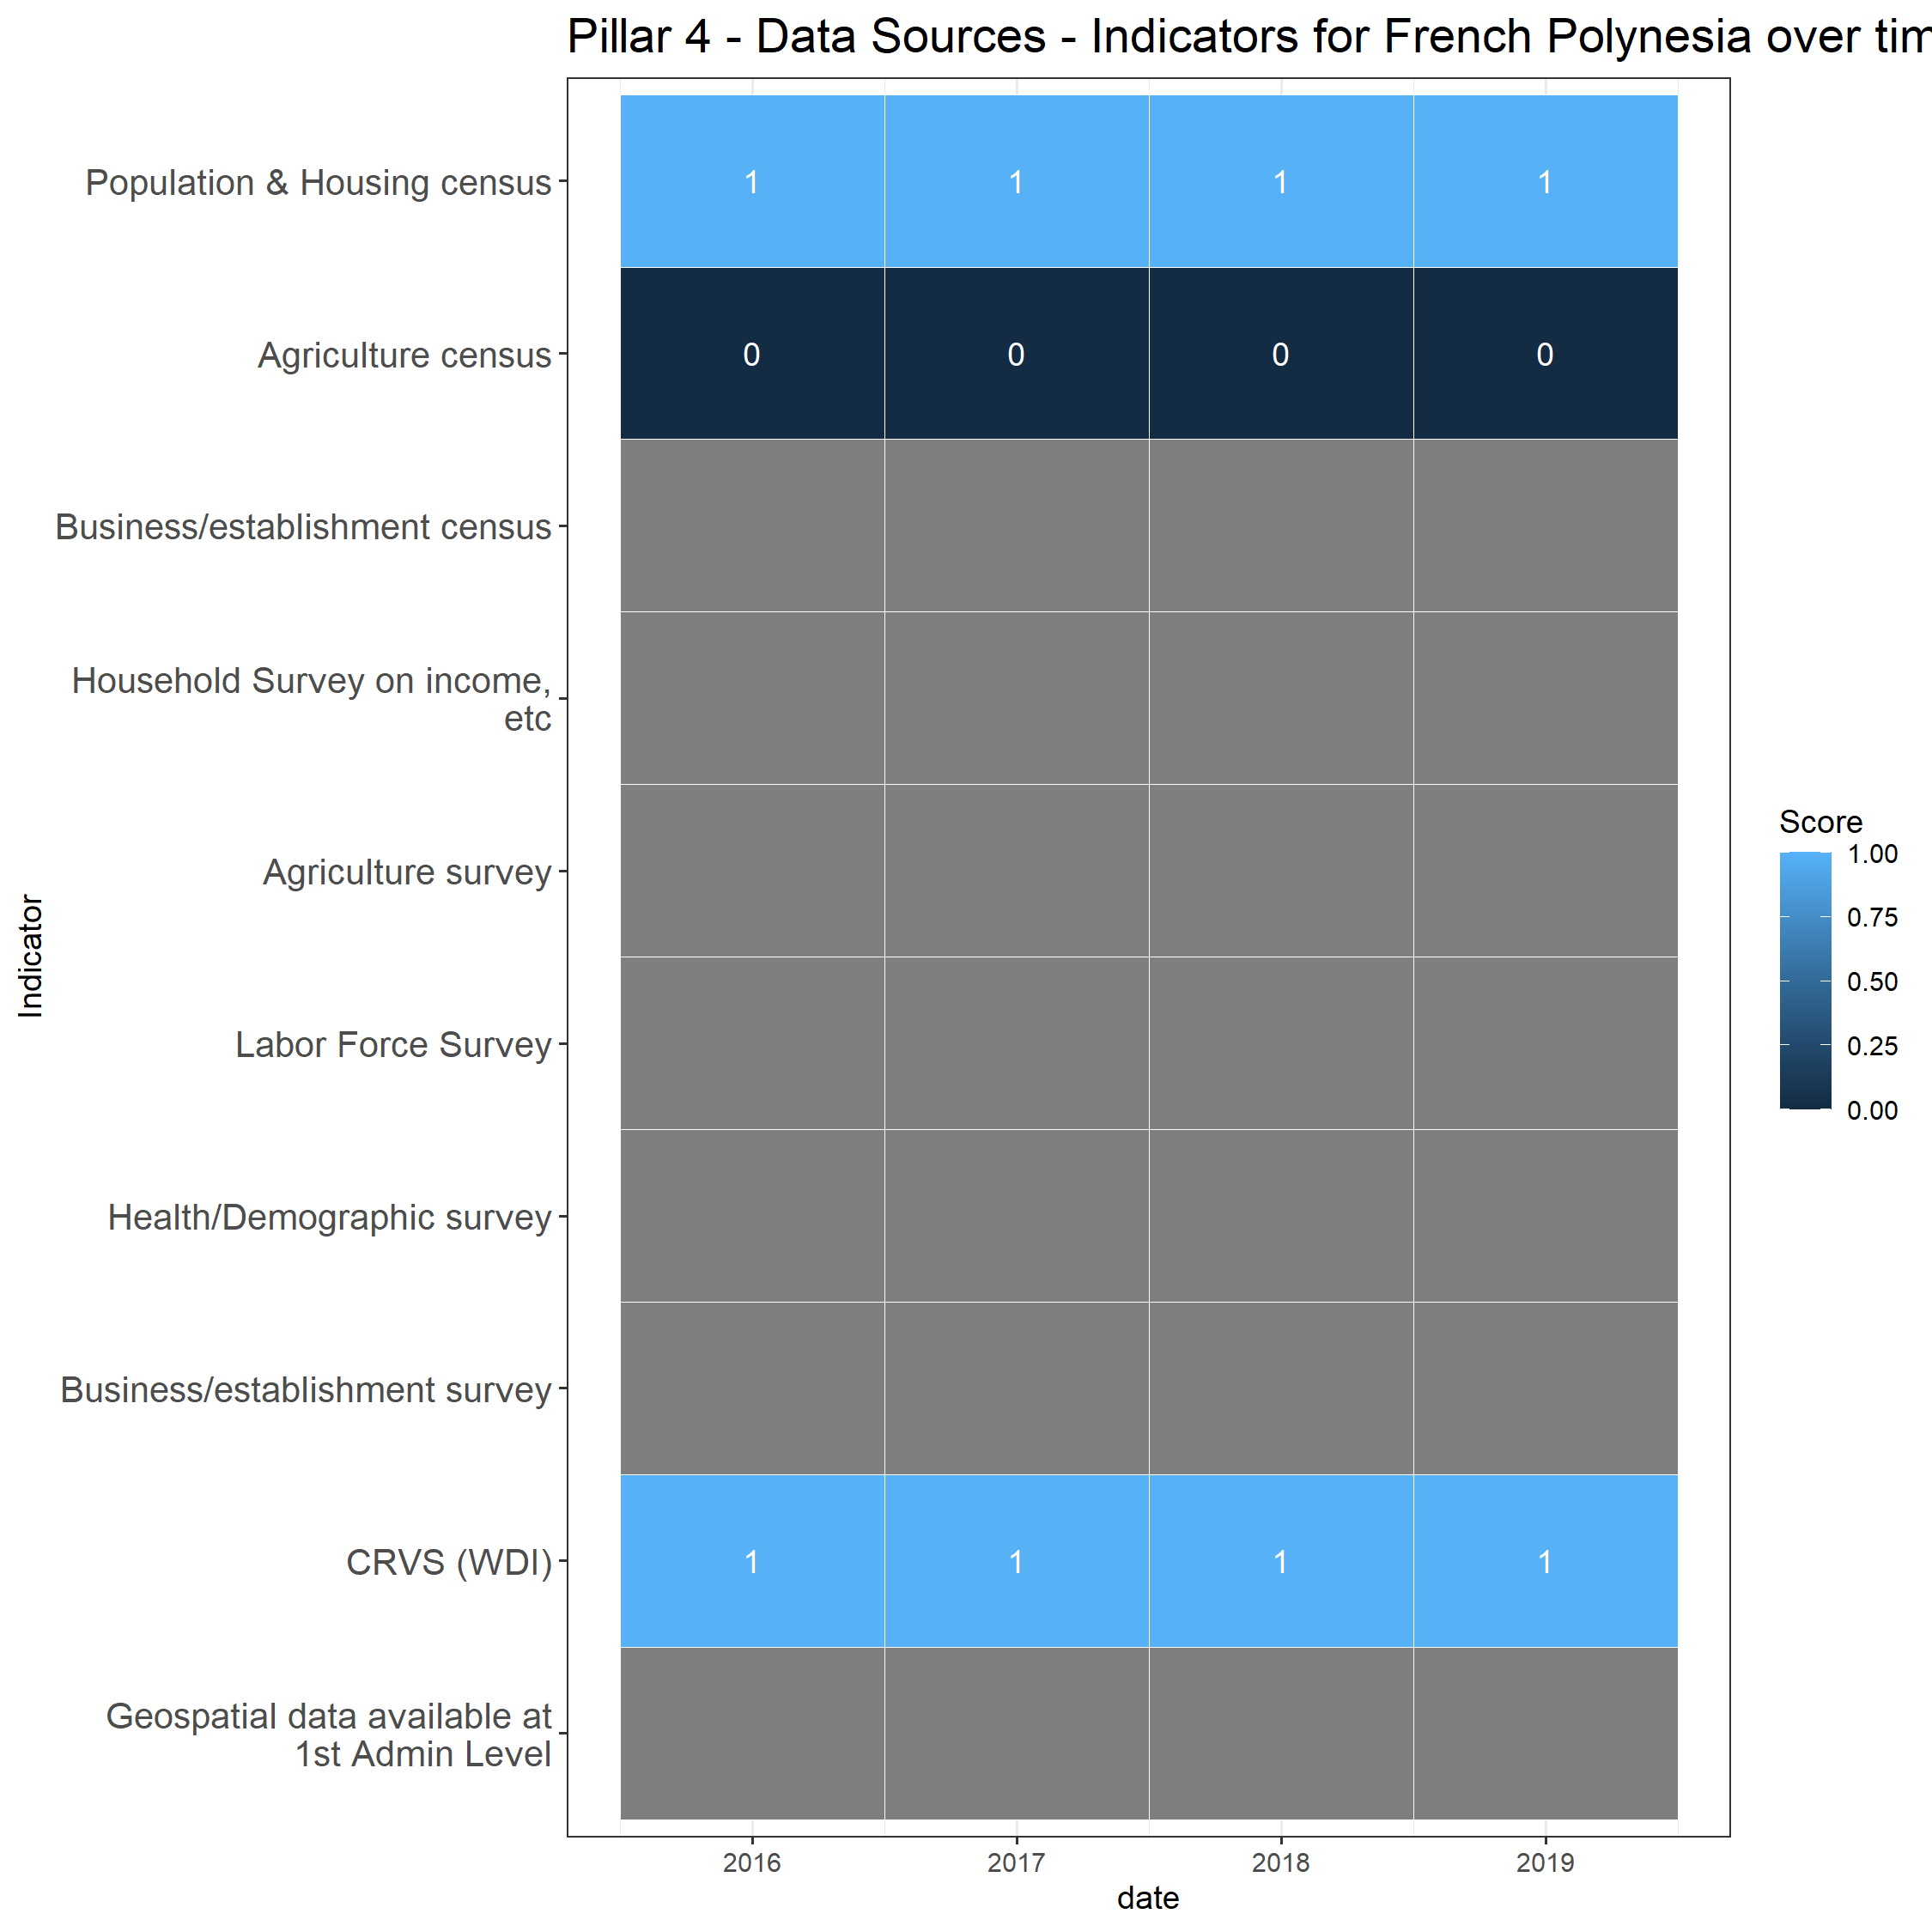 Pillar 4 - Data Sources - Indicators for French Polynesia over tim
Population & Housing census
1 1 1 1
Agriculture census
0 0 0 0
Business/establishment census
Household Survey on income,
etc
Agriculture survey
Labor Force Survey
Health/Demographic survey
Business/establishment survey
CRVS (WDI)
1 1 1 1
Geospatial data available at
1st Admin Level
Indicator
2016 2017 2018 2019
date
Score
1.00
0.75
0.50
0.25
0.00